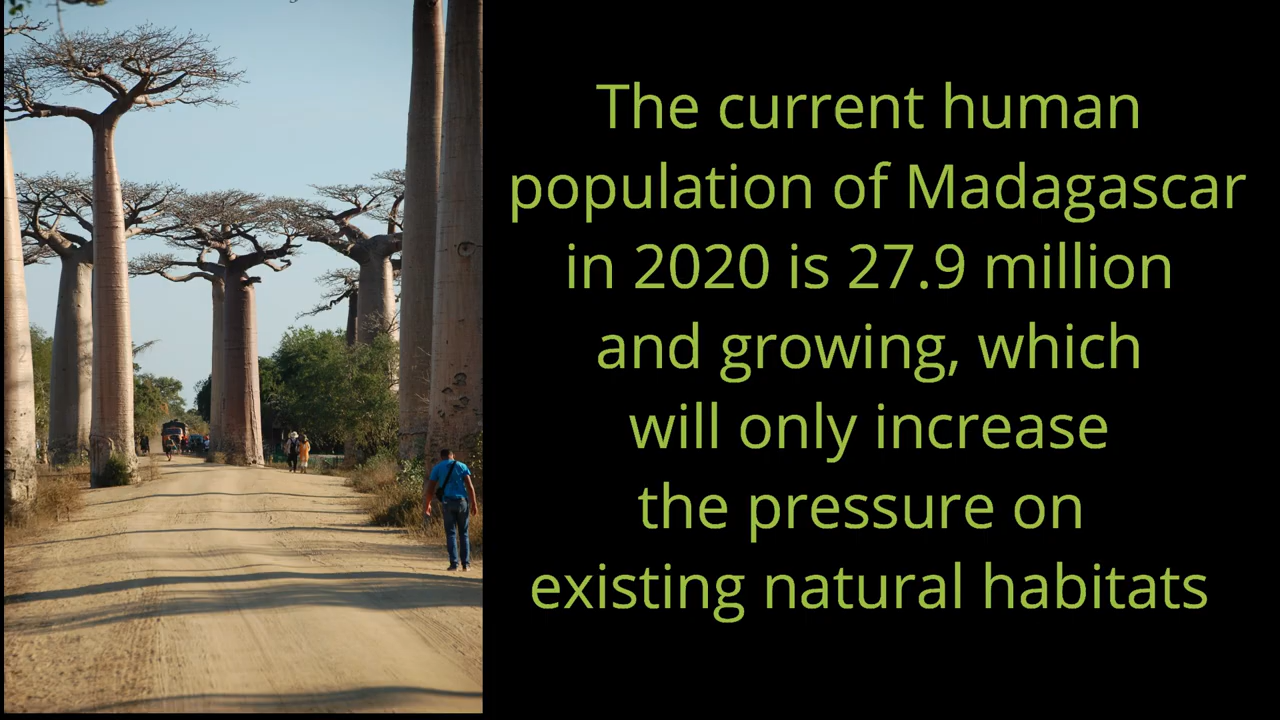 The current human
population of Madagascar
in 2020 is 27.9 million
and growing, which
will only increase
the pressure on
existing natural habitats